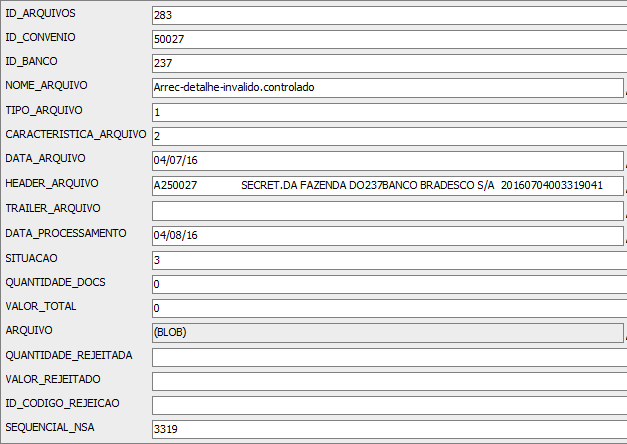 ID_ARQUIVOS 283
ID_CONVENIO 50027
ID_BANCO 237
NOME_ARQUIVO Arrec-detalhe-invalido.controlado
TIPO_ARQUIVO 1
CARACTERISTICA_ARQUIVO 2
DATA_ARQUIVO 04/07/16
HEADER_ARQUIVO A250027 SECRET.DA FAZENDA DO237BANCO BRADESCO S/A 20160704003319041
TRAILER_ARQUIVO
DATA_PROCESSAMENTO 04/08/16
SITUACAO 3
QUANTIDADE_DOCS 0
VALOR_TOTAL 0
ARQUIVO (BLOB)
QUANTIDADE_REJEITADA
VALOR_REJEITADO
ID_CODIGO_REJEICAO
SEQUENCIAL_NSA 3319